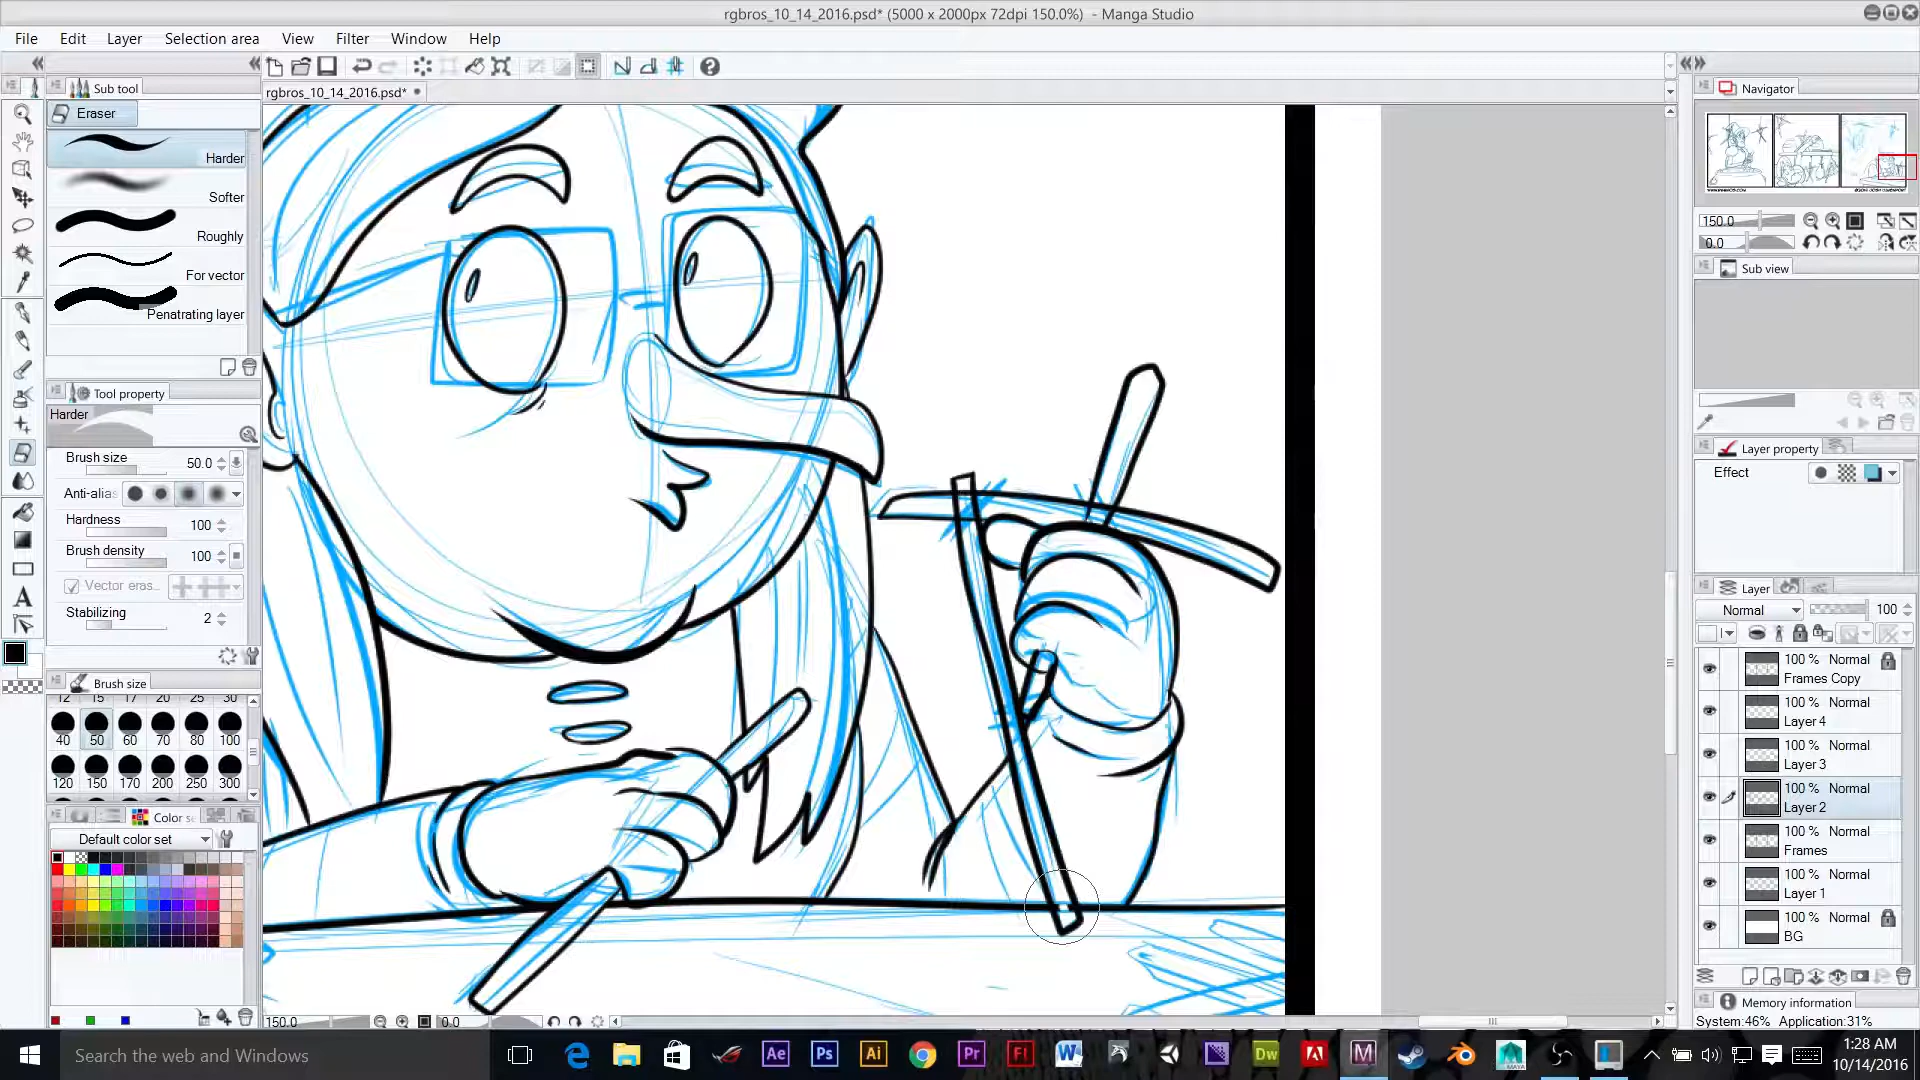 rgbros_10_14_2016.psd* (5000 x 2000px 72dpi 150.0%) - Manga Studio
File Edit Layer Selection area View Filter Window Help
Sub tool
rgbros_10_14_2016.psd*
Navigator
Eraser
Harder
Softer
Roughly
For vector
Penatrating layer
150.0
0.0
Sub view
Tool property
Harder
Brush size 50.0
Anti-alias
Hardness 100
Brush density 100
Vector eras...
Stabilizing 2
Layer property
Effect
Layer
Normal 100
100 % Normal
Frames Copy
100 % Normal
Layer 4
100 % Normal
Layer 3
100 % Normal
Layer 2
100 % Normal
Frames
100 % Normal
Layer 1
100 % Normal
BG
Brush size
12 15 17 20 25 30
40 50 60 70 80 100
120 150 170 200 250 300
Color se
Default color set
150.0 0.0
Memory information
System:46% Application:31%
Search the web and Windows
Ae Ps Ai Pr Fl W Dw M
MAYA
1:28 AM
10/14/2016